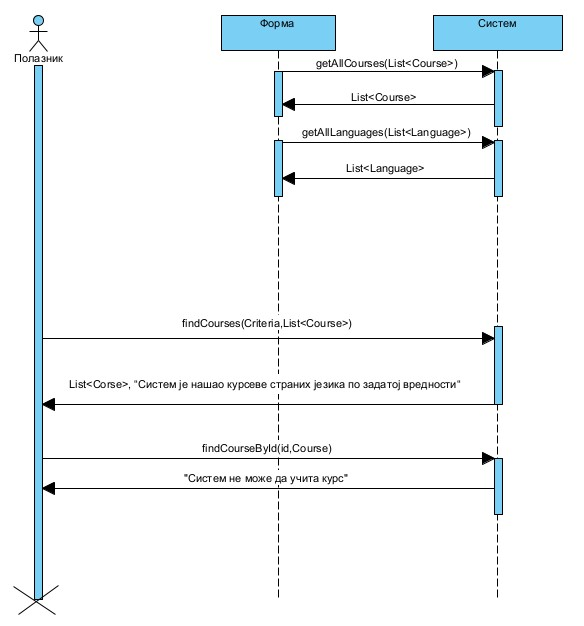 Полазник
Форма
Систем
getAllCourses(List<Course>)
List<Course>
getAllLanguages(List<Language>)
List<Language>
findCourses(Criteria,List<Course>)
List<Corse>, "Систем је нашао курсеве страних језика по задатој вредности"
findCourseById(id,Course)
"Систем не може да учита курс"